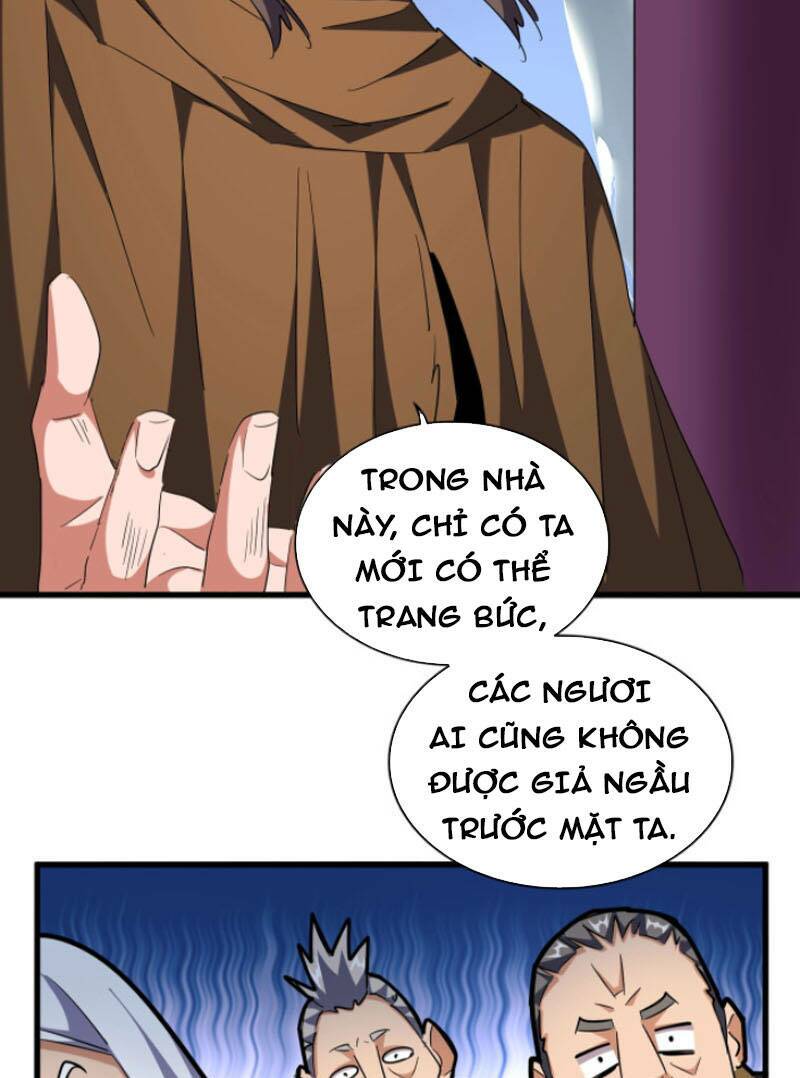 TRONG NHÀ
NÀY, CHỈ CÓ TA
MỚI CÓ THỂ
TRANG BỨC,
CÁC NGƯƠI
AI CŨNG KHÔNG
ĐƯỢC GIẢ NGẦU
TRƯỚC MẶT TA.